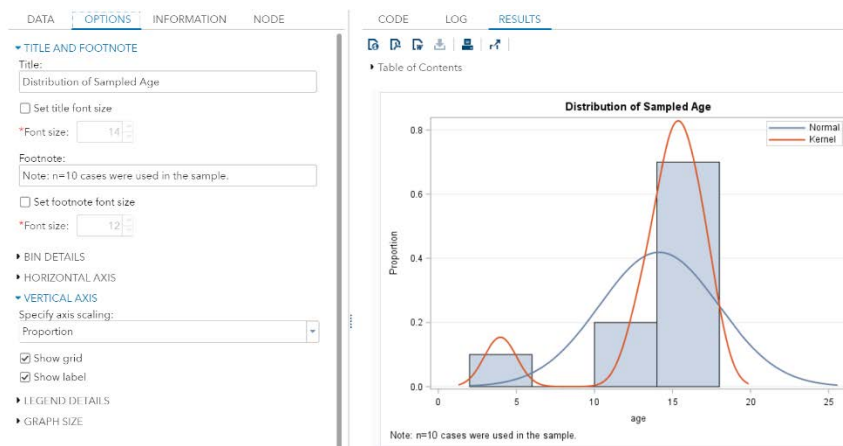 DATA OPTIONS INFORMATION NODE
TITLE AND FOOTNOTE
Title:
Distribution of Sampled Age
Set title font size
*Font size: 14
Footnote:
Note: n=10 cases were used in the sample.
Set footnote font size
*Font size: 12
BIN DETAILS
HORIZONTAL AXIS
VERTICAL AXIS
Specify axis scaling:
Proportion
Show grid
Show label
LEGEND DETAILS
GRAPH SIZE
CODE LOG RESULTS
Table of Contents
Distribution of Sampled Age
Normal
Kernel
0.8
0.6
0.4
0.2
0.0
Proportion
0 5 10 15 20 25
age
Note: n=10 cases were used in the sample.